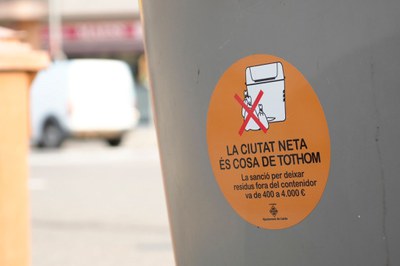 LA CIUTAT NETA
ÉS COSA DE TOTHOM
La sanció per deixar
residus fora del contenidor
va de 400 a 4.000 €